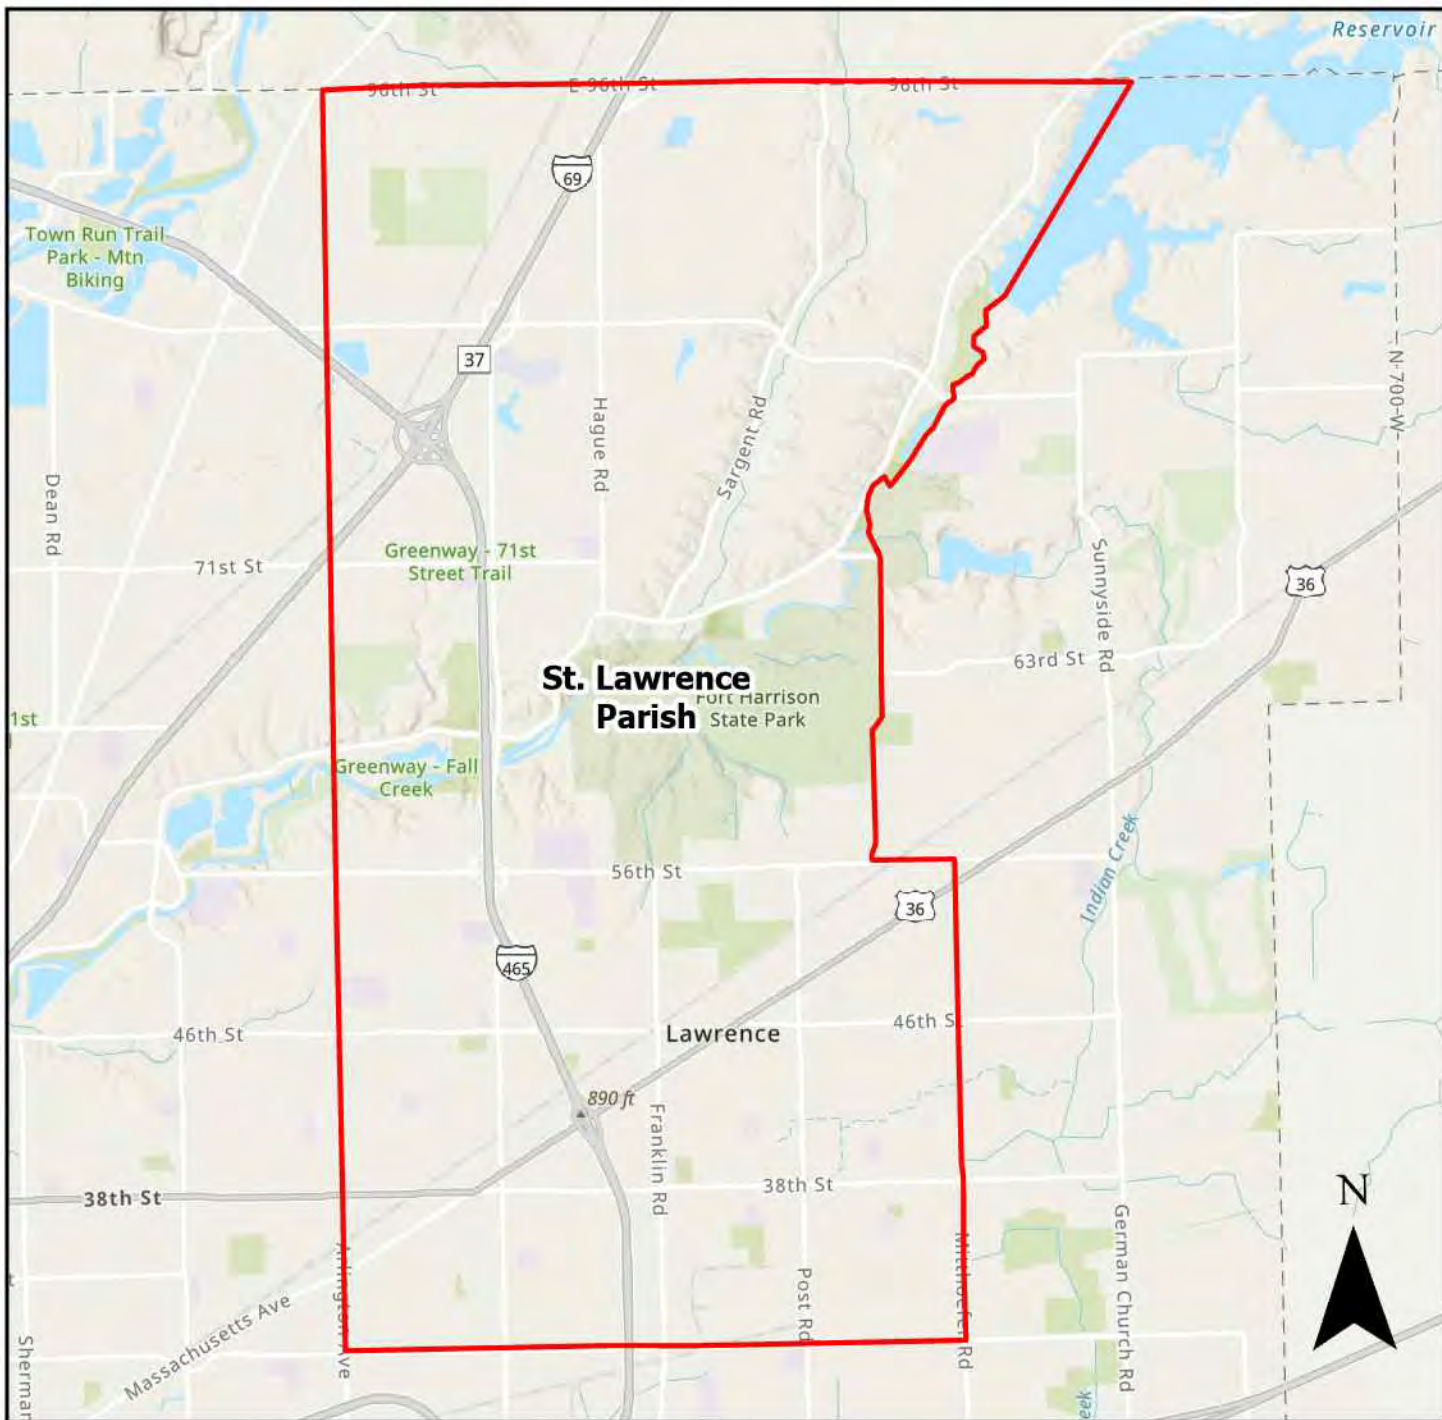 Reservoir
96th St
E 96th St
96th St
69
Town Run Trail
Park - Mtn
Biking
37
N 700 W
Hague Rd
Sargent Rd
Dean Rd
71st St
Greenway - 71st
Street Trail
Sunnyside Rd
36
63rd St
St. Lawrence
Parish
Fort Harrison
State Park
1st
Greenway - Fall
Creek
56th St
Indian Creek
36
465
46th St
Lawrence
46th St
890 ft
Franklin Rd
38th St
38th St
N
Arlington Ave
Massachusetts Ave
Post Rd
Mitthoefer Rd
German Church Rd
Sherman
eek